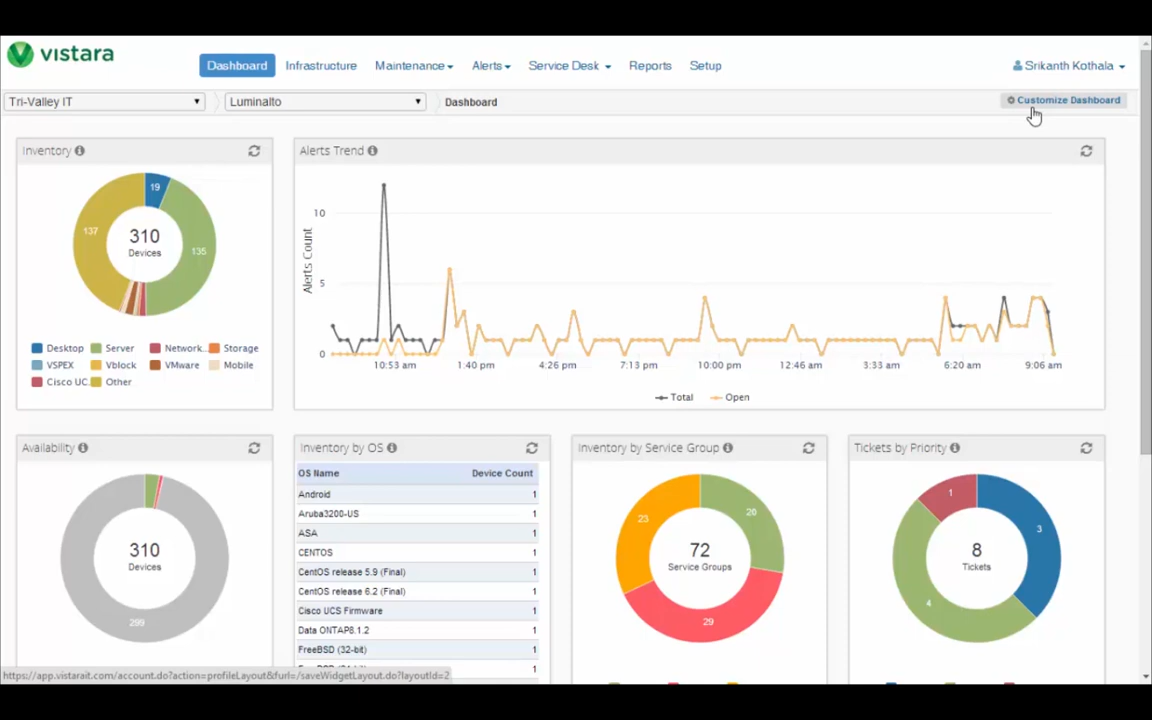 vistara
Dashboard Infrastructure Maintenance Alerts Service Desk Reports Setup Srikanth Kothala
Tri-Valley IT Luminalto Dashboard Customize Dashboard
Inventory
19
137
135
310
Devices
Desktop Server Network.. Storage
VSPEX Vblock VMware Mobile
Cisco UC. Other
Alerts Trend
Alerts Count
10
5
0
10:53 am 1:40 pm 4:26 pm 7:13 pm 10:00 pm 12:46 am 3:33 am 6:20 am 9:06 am
Total Open
Availability
310
Devices
299
Inventory by OS
OS Name Device Count
Android 1
Aruba3200-US 1
ASA 1
CENTOS 1
CentOS release 5.9 (Final) 1
CentOS release 6.2 (Final) 1
Cisco UCS Firmware 1
Data ONTAP8.1.2 1
FreeBSD (32-bit) 1
Inventory by Service Group
23
20
72
Service Groups
29
Tickets by Priority
1
3
8
Tickets
4
https://app.vistarait.com/account.do?action=profileLayout&furl=/saveWidgetLayout.do?layoutId=2